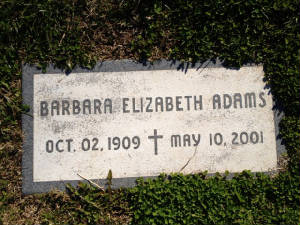 BARBARA ELIZABETH ADAMS
OCT. 02, 1909 † MAY 10, 2001